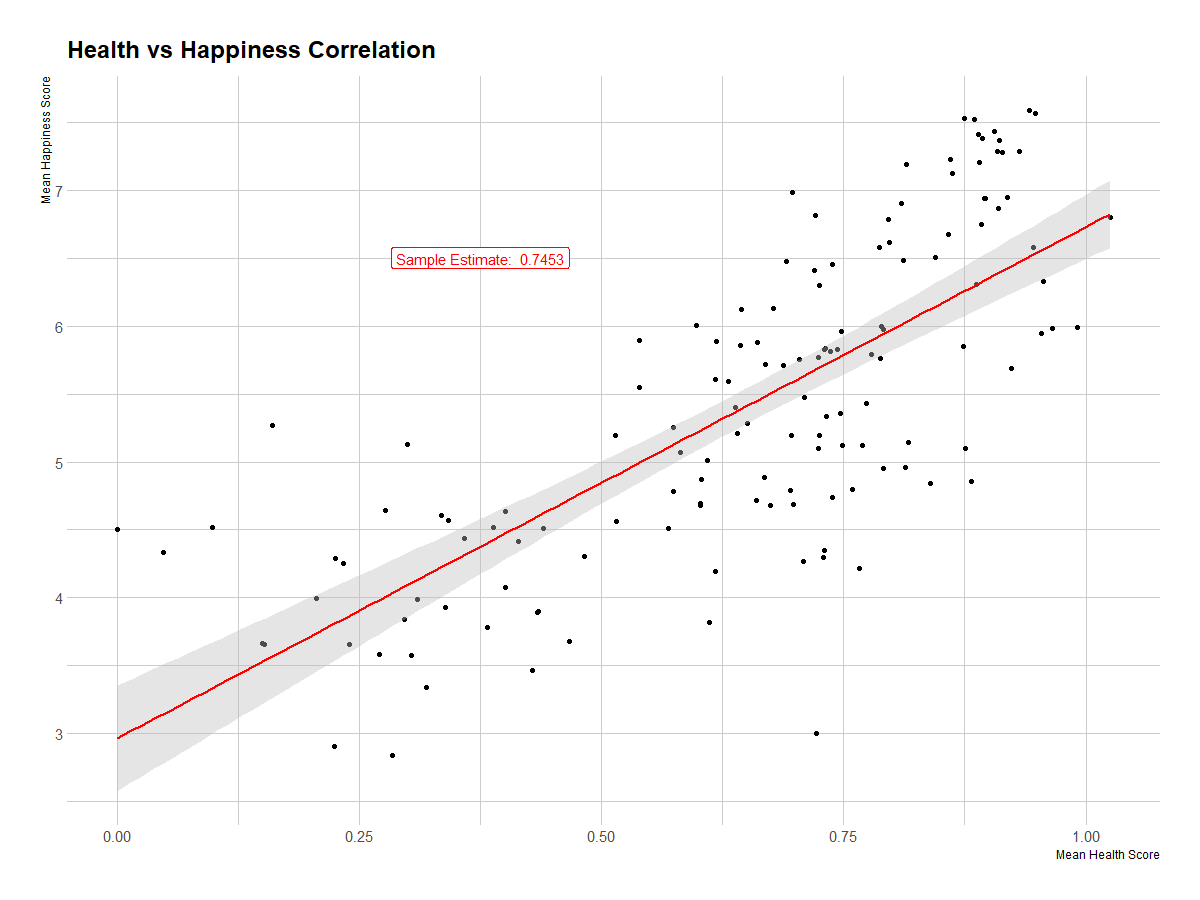 Health vs Happiness Correlation
Mean Happiness Score
7
6
5
4
3
Sample Estimate:  0.7453
0.00 0.25 0.50 0.75 1.00
Mean Health Score